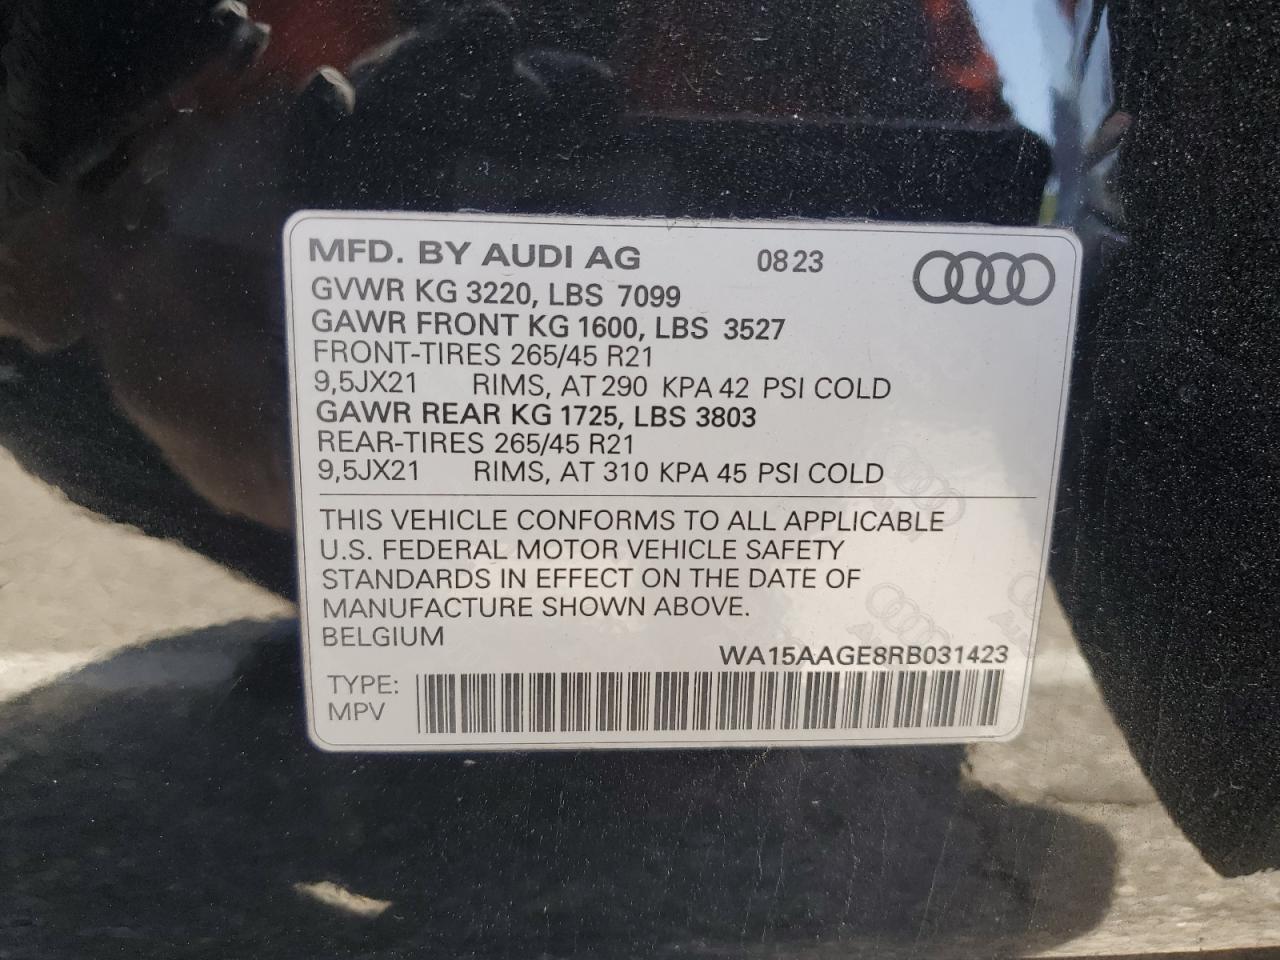 MFD. BY AUDI AG 0823
GVWR KG 3220, LBS 7099
GAWR FRONT KG 1600, LBS 3527
FRONT-TIRES 265/45 R21
9,5JX21 RIMS, AT 290 KPA 42 PSI COLD
GAWR REAR KG 1725, LBS 3803
REAR-TIRES 265/45 R21
9,5JX21 RIMS, AT 310 KPA 45 PSI COLD
THIS VEHICLE CONFORMS TO ALL APPLICABLE
U.S. FEDERAL MOTOR VEHICLE SAFETY
STANDARDS IN EFFECT ON THE DATE OF
MANUFACTURE SHOWN ABOVE.
BELGIUM
WA15AAGE8RB031423
TYPE:
MPV